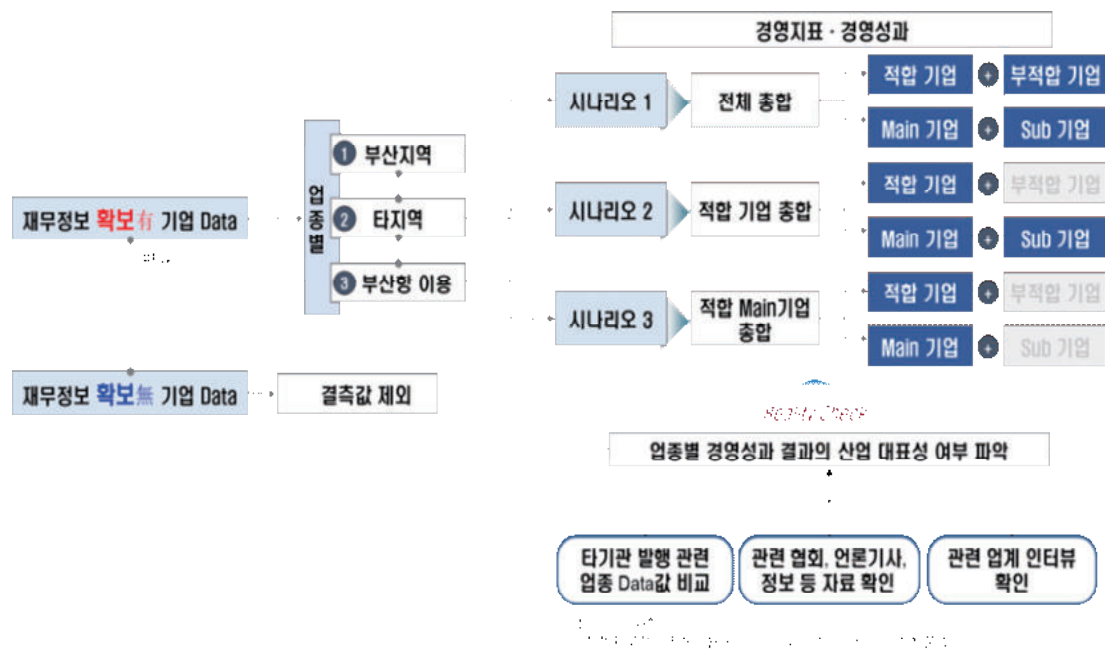 경영지표 · 경영성과
재무정보 확보有 기업 Data
업종별
1 부산지역
2 타지역
3 부산항 이용
시나리오 1
전체 총합
적합 기업 + 부적합 기업
Main 기업 + Sub 기업
시나리오 2
적합 기업 총합
적합 기업 + 부적합 기업
Main 기업 + Sub 기업
시나리오 3
적합 Main기업
총합
적합 기업 + 부적합 기업
Main 기업 + Sub 기업
재무정보 확보無 기업 Data
결측값 제외
Reality Check
업종별 경영성과 결과의 산업 대표성 여부 파악
타기관 발행 관련
업종 Data값 비교
관련 협회, 언론기사,
정보 등 자료 확인
관련 업계 인터뷰
확인